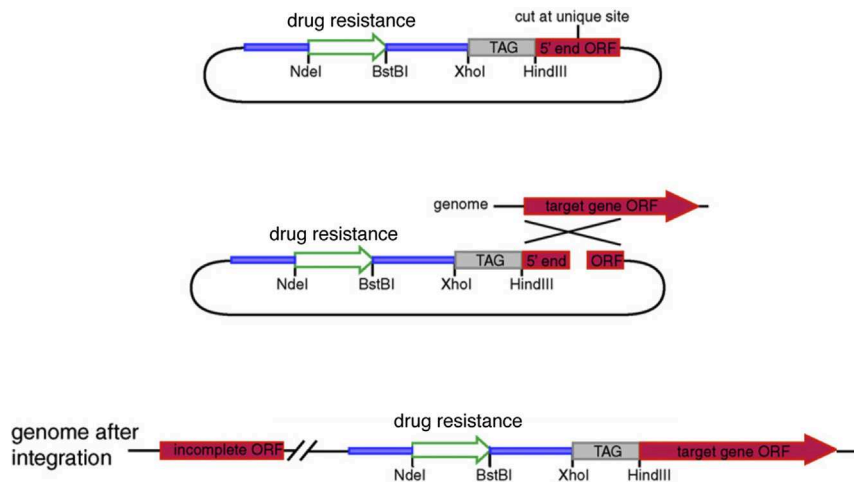 drug resistance
cut at unique site
TAG
5' end ORF
NdeI
BstBI
XhoI
HindIII
genome
target gene ORF
drug resistance
TAG
5' end
ORF
NdeI
BstBI
XhoI
HindIII
drug resistance
genome after
integration
incomplete ORF
TAG
target gene ORF
NdeI
BstBI
XhoI
HindIII